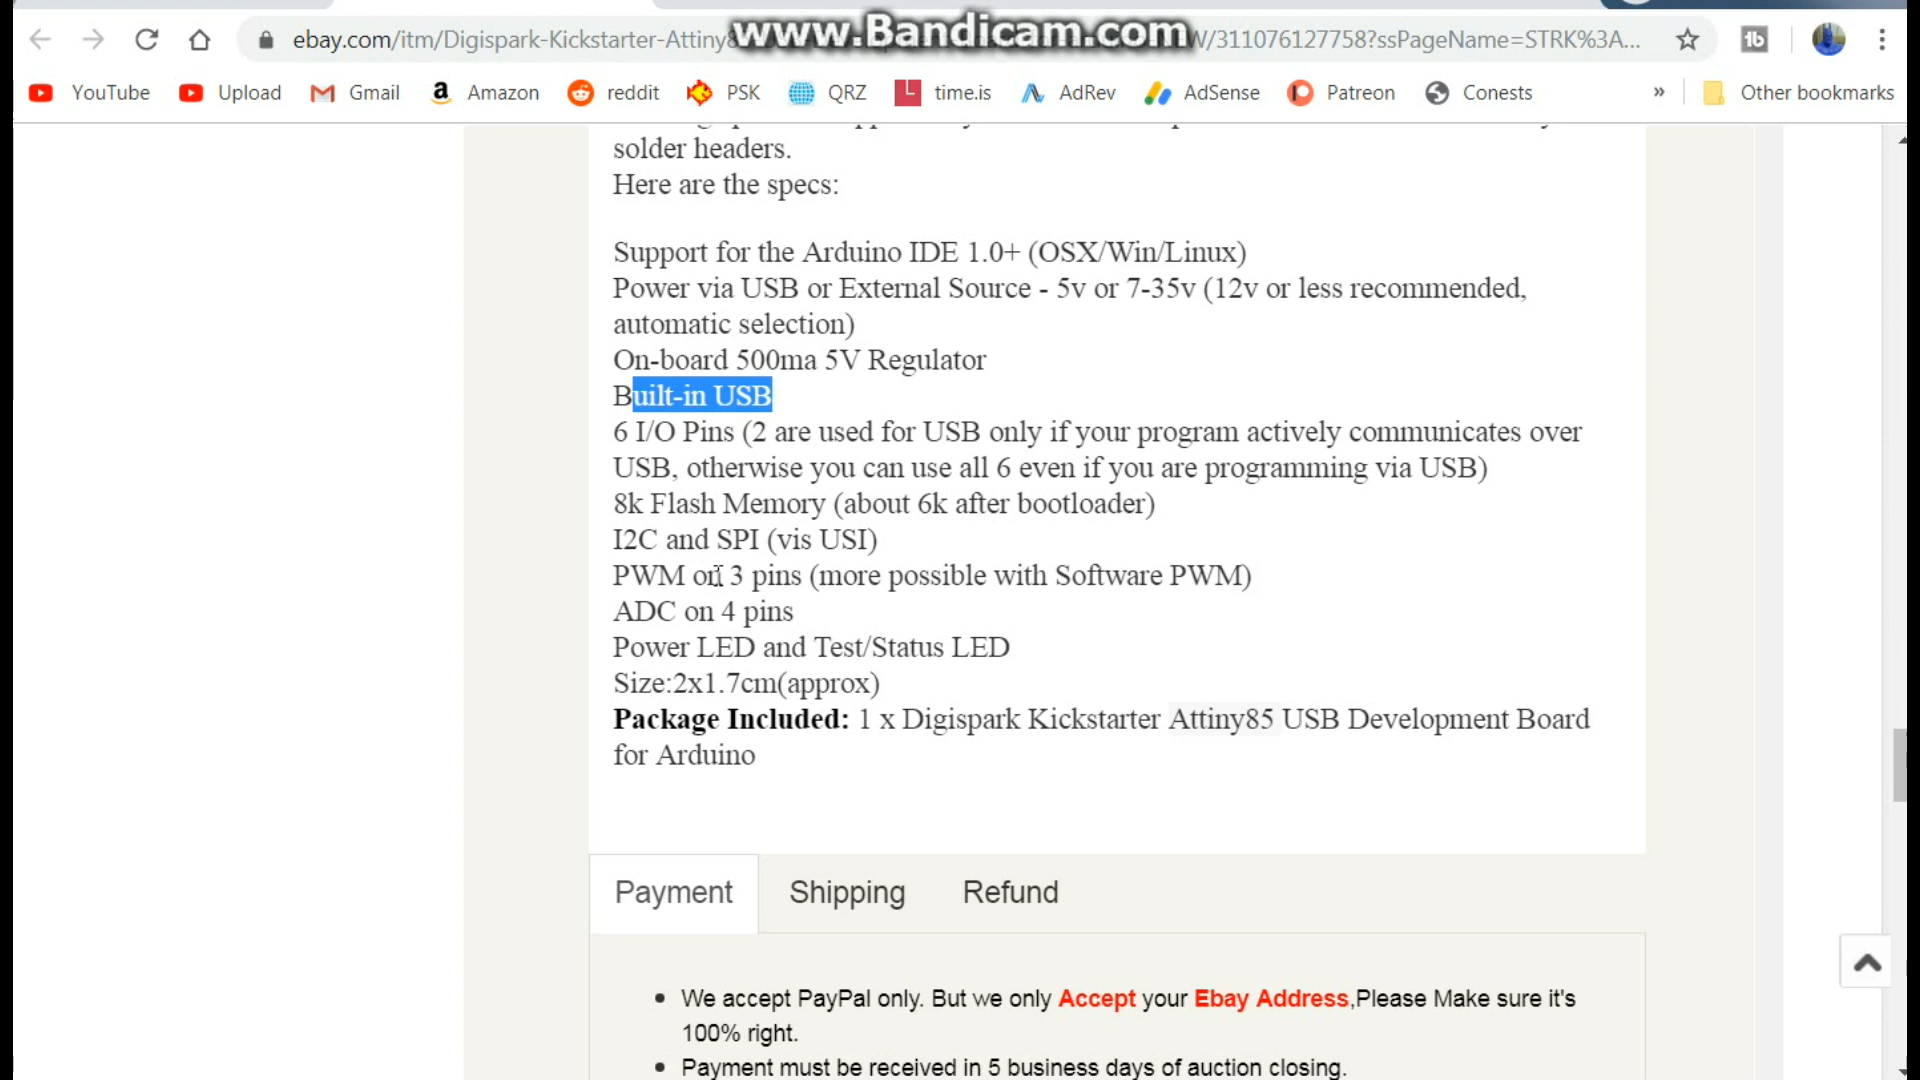 www.Bandicam.com
ebay.com/itm/Digispark-Kickstarter-Attiny W/311076127758?ssPageName=STRK%3A...
YouTube Upload Gmail Amazon reddit PSK QRZ time.is AdRev AdSense Patreon Conests » Other bookmarks
solder headers.
Here are the specs:
Support for the Arduino IDE 1.0+ (OSX/Win/Linux)
Power via USB or External Source - 5v or 7-35v (12v or less recommended,
automatic selection)
On-board 500ma 5V Regulator
Built-in USB
6 I/O Pins (2 are used for USB only if your program actively communicates over
USB, otherwise you can use all 6 even if you are programming via USB)
8k Flash Memory (about 6k after bootloader)
I2C and SPI (vis USI)
PWM on 3 pins (more possible with Software PWM)
ADC on 4 pins
Power LED and Test/Status LED
Size:2x1.7cm(approx)
Package Included: 1 x Digispark Kickstarter Attiny85 USB Development Board
for Arduino
Payment Shipping Refund
• We accept PayPal only. But we only Accept your Ebay Address,Please Make sure it's
100% right.
• Payment must be received in 5 business days of auction closing.